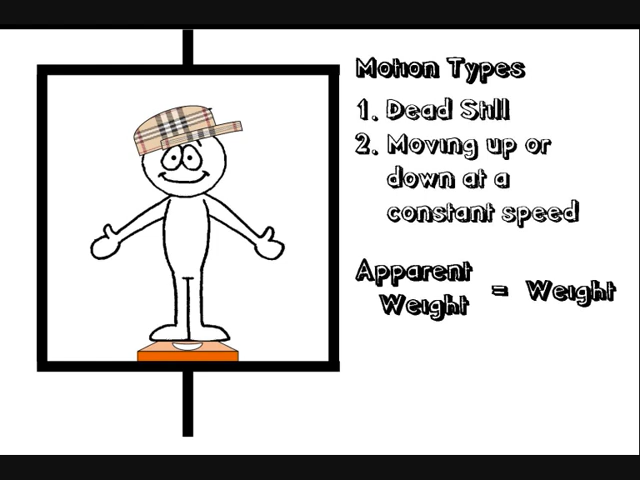 Motion Types
1. Dead Still
2. Moving up or
down at a
constant speed
Apparent
Weight = Weight